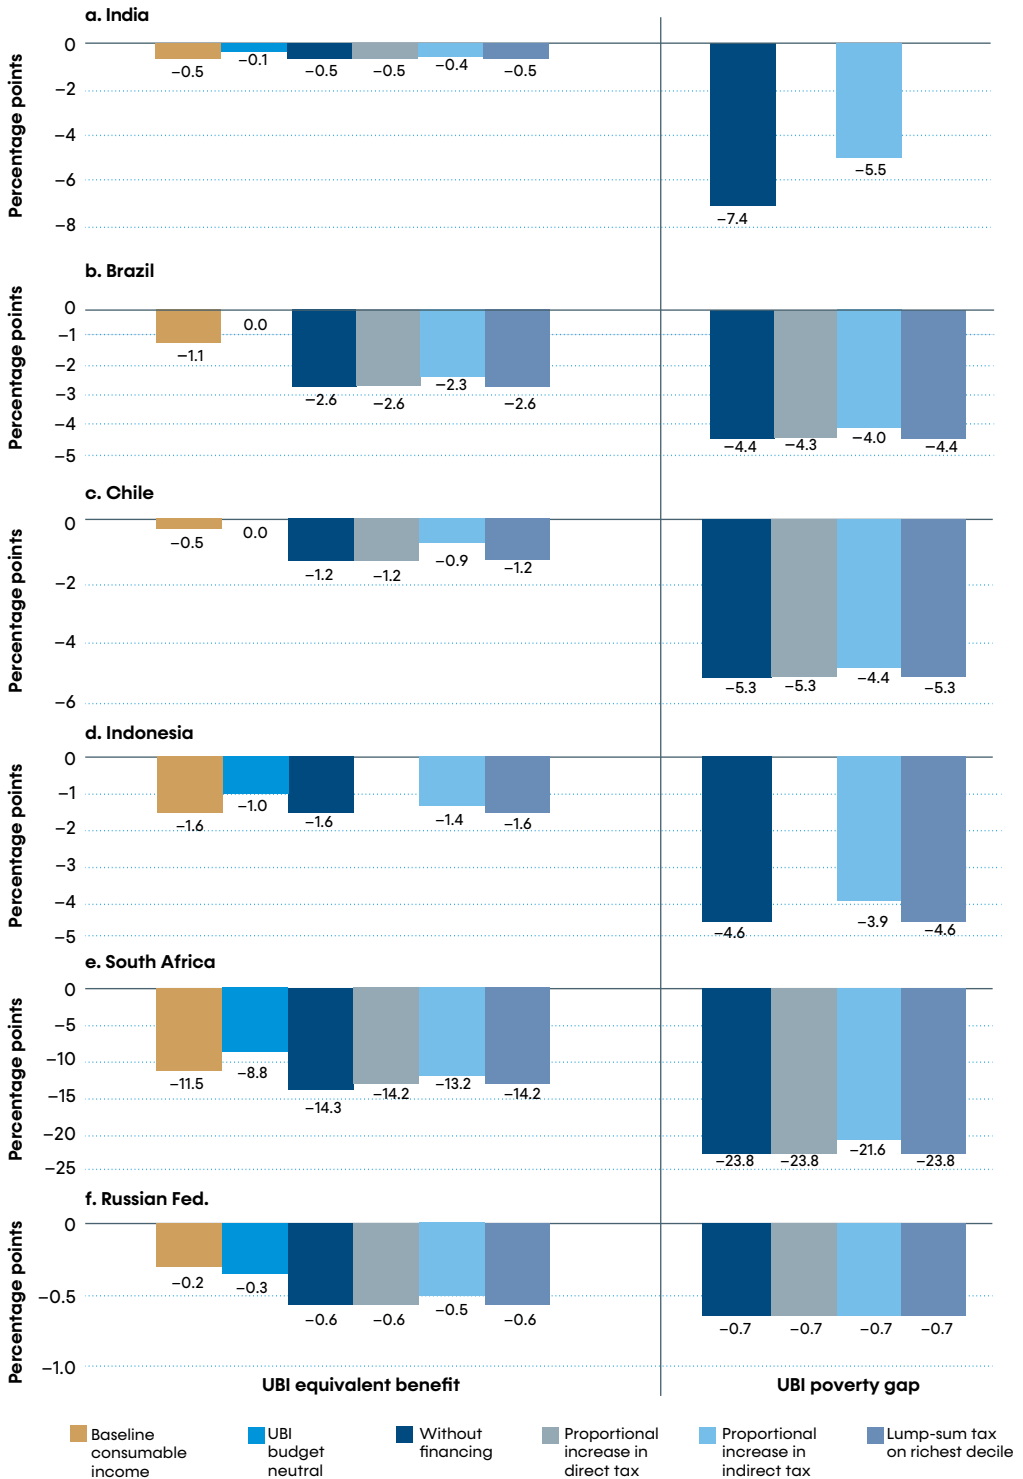 a. India
Percentage points
0
−2
−4
−6
−8
−0.5
−0.1
−0.5
−0.5
−0.4
−0.5
−7.4
−5.5
b. Brazil
Percentage points
0
−1
−2
−3
−4
−5
−1.1
0.0
−2.6
−2.6
−2.3
−2.6
−4.4
−4.3
−4.0
−4.4
c. Chile
Percentage points
0
−2
−4
−6
−0.5
0.0
−1.2
−1.2
−0.9
−1.2
−5.3
−5.3
−4.4
−5.3
d. Indonesia
Percentage points
0
−1
−2
−3
−4
−5
−1.6
−1.0
−1.6
−1.4
−1.6
−4.6
−3.9
−4.6
e. South Africa
Percentage points
0
−5
−10
−15
−20
−25
−11.5
−8.8
−14.3
−14.2
−13.2
−14.2
−23.8
−23.8
−21.6
−23.8
f. Russian Fed.
Percentage points
0
−0.5
−1.0
−0.2
−0.3
−0.6
−0.6
−0.5
−0.6
−0.7
−0.7
−0.7
−0.7
UBI equivalent benefit
UBI poverty gap
Baseline
consumable
income
UBI
budget
neutral
Without
financing
Proportional
increase in
direct tax
Proportional
increase in
indirect tax
Lump-sum tax
on richest decile